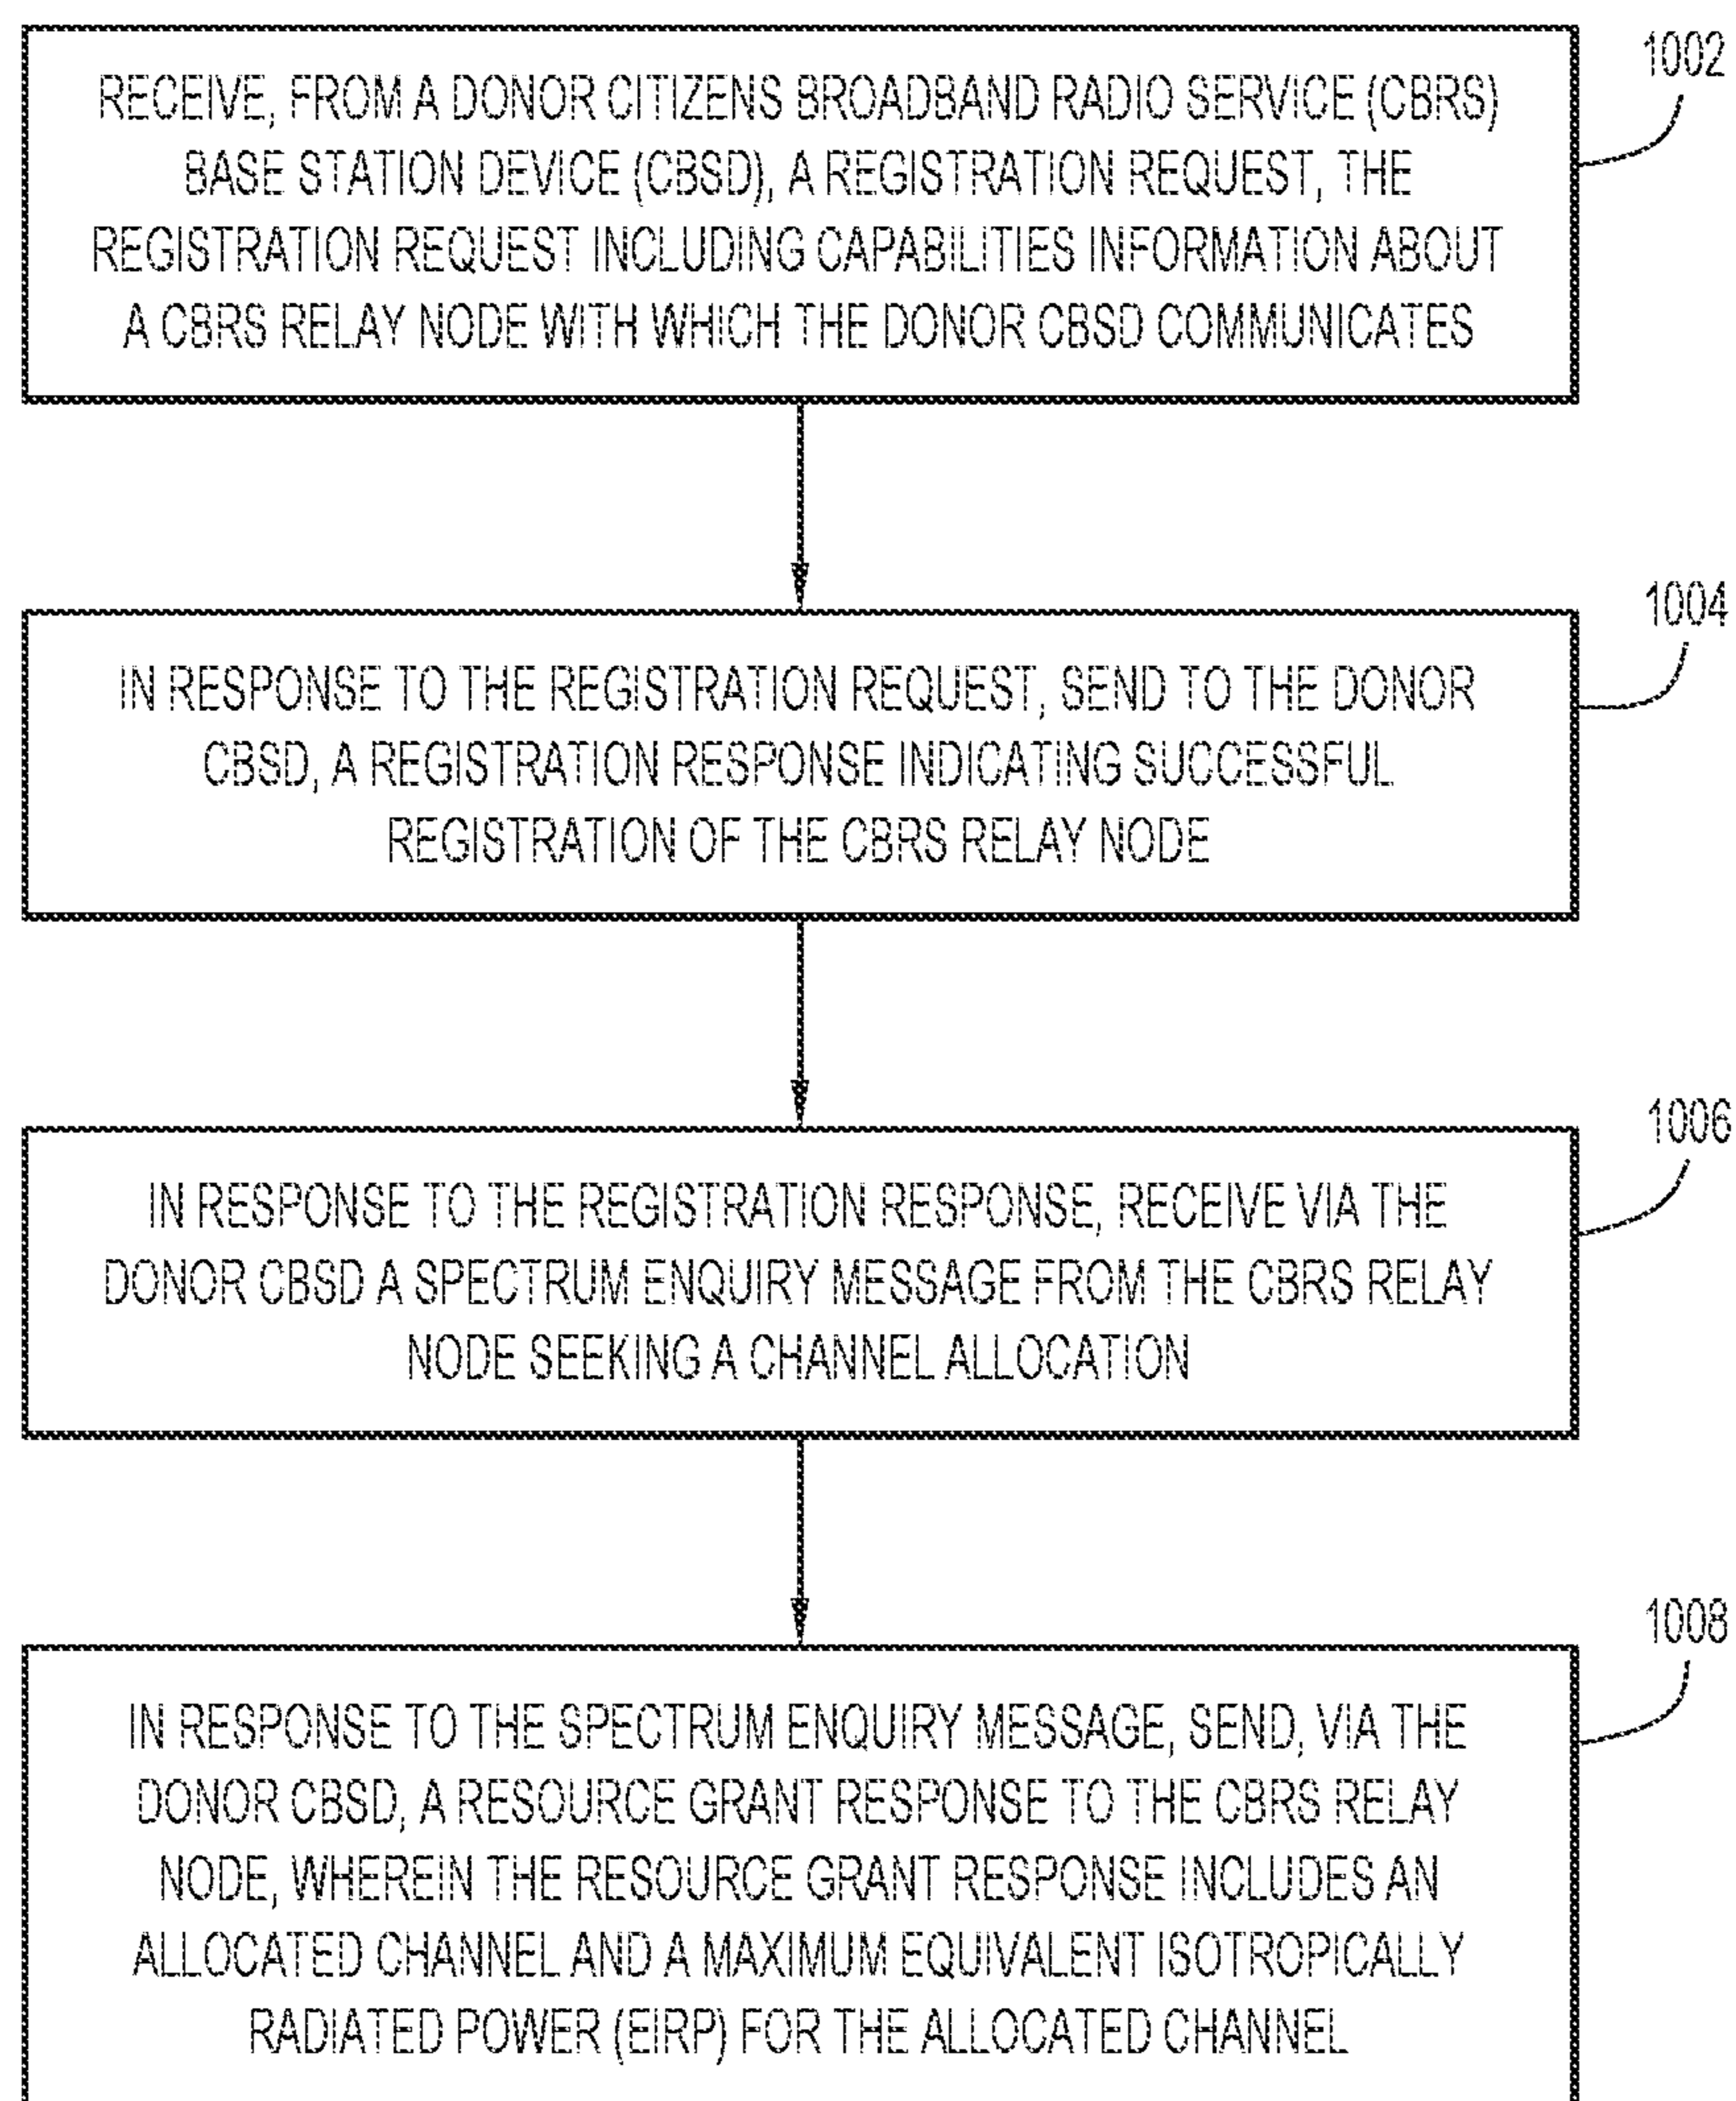 1002
RECEIVE, FROM A DONOR CITIZENS BROADBAND RADIO SERVICE (CBRS)
BASE STATION DEVICE (CBSD), A REGISTRATION REQUEST, THE
REGISTRATION REQUEST INCLUDING CAPABILITIES INFORMATION ABOUT
A CBRS RELAY NODE WITH WHICH THE DONOR CBSD COMMUNICATES
1004
IN RESPONSE TO THE REGISTRATION REQUEST, SEND TO THE DONOR
CBSD, A REGISTRATION RESPONSE INDICATING SUCCESSFUL
REGISTRATION OF THE CBRS RELAY NODE
1006
IN RESPONSE TO THE REGISTRATION RESPONSE, RECEIVE VIA THE
DONOR CBSD A SPECTRUM ENQUIRY MESSAGE FROM THE CBRS RELAY
NODE SEEKING A CHANNEL ALLOCATION
1008
IN RESPONSE TO THE SPECTRUM ENQUIRY MESSAGE, SEND, VIA THE
DONOR CBSD, A RESOURCE GRANT RESPONSE TO THE CBRS RELAY
NODE, WHEREIN THE RESOURCE GRANT RESPONSE INCLUDES AN
ALLOCATED CHANNEL AND A MAXIMUM EQUIVALENT ISOTROPICALLY
RADIATED POWER (EIRP) FOR THE ALLOCATED CHANNEL